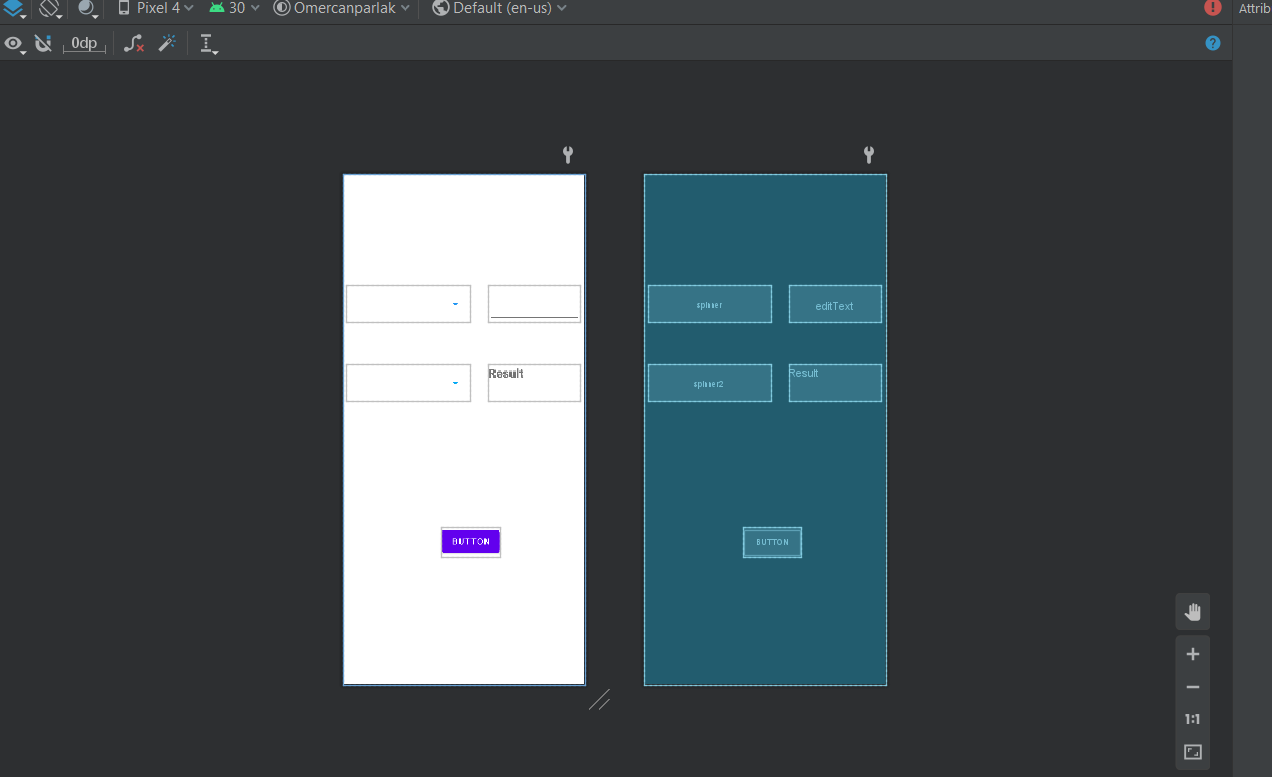 Pixel 4 30 Omercanparlak Default (en-us) Attrib
0dp
spinner editText
Result
spinner2 Result
BUTTON BUTTON
1:1